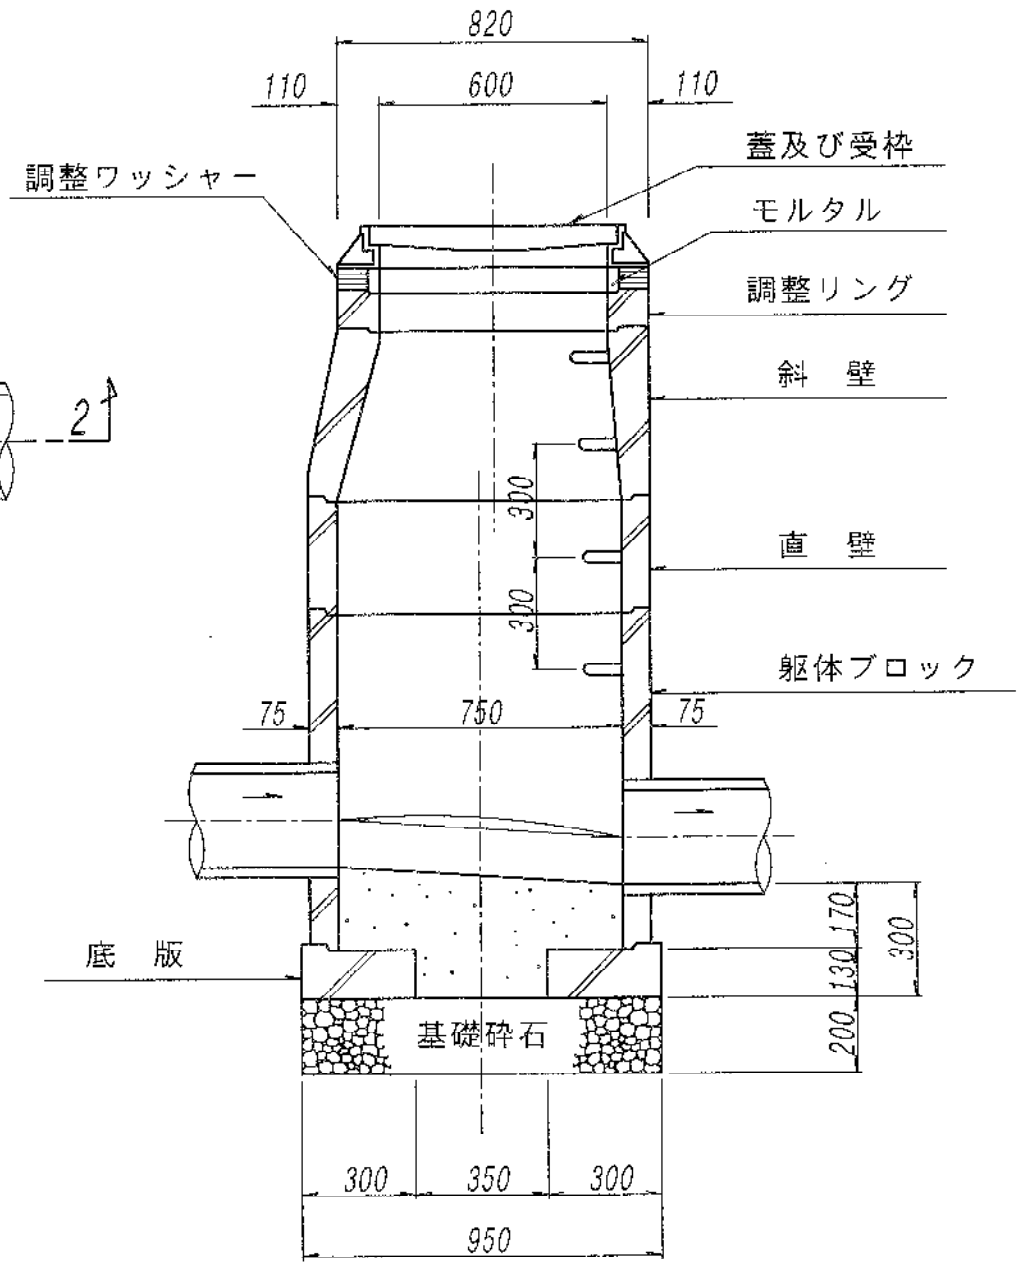 820
110
600
110
蓋及び受枠
調整ワッシャー
モルタル
調整リング
斜 壁
2
300
直 壁
300
躯体ブロック
75
750
75
170
300
底 版
130
基礎砕石
200
300
350
300
950